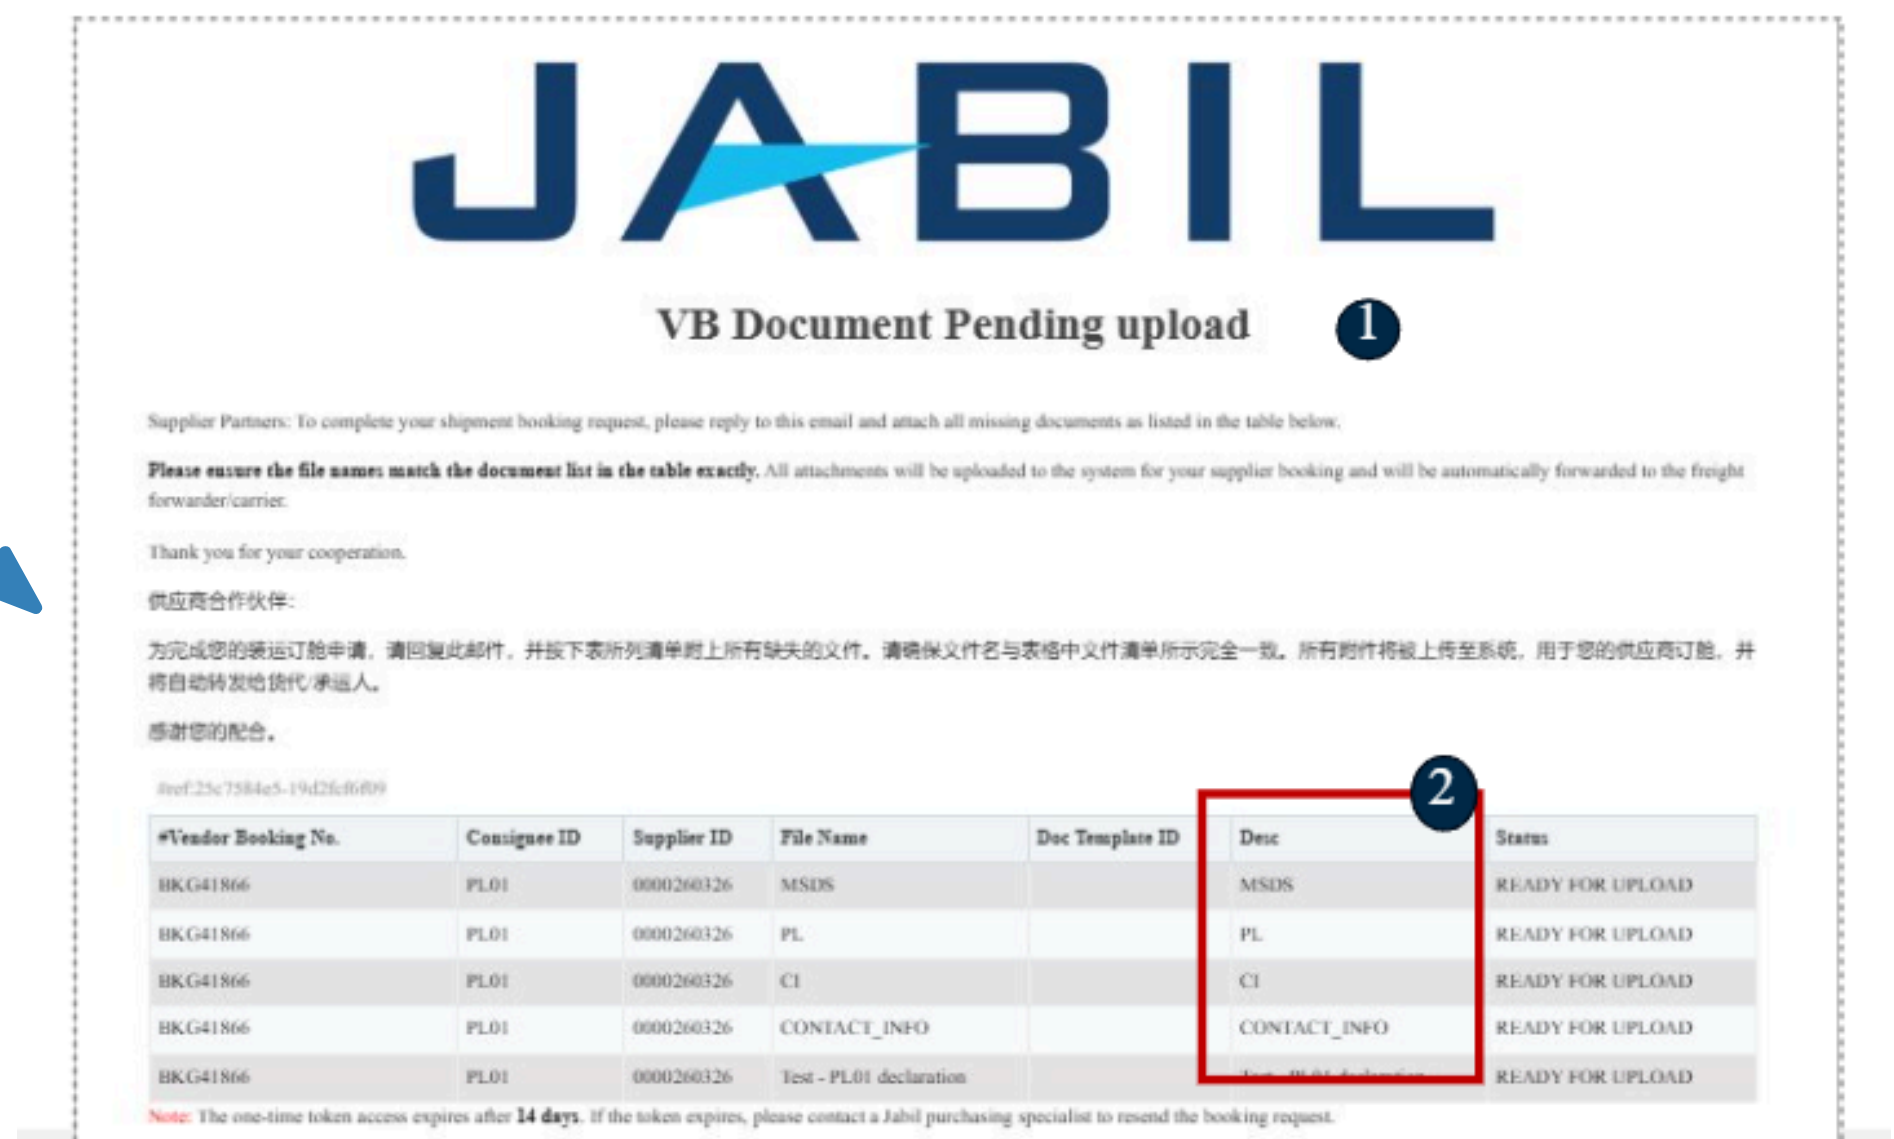 JABIL
VB Document Pending upload 1
Supplier Partners: To complete your shipment booking request, please reply to this email and attach all missing documents as listed in the table below.
Please ensure the file names match the document list in the table exactly. All attachments will be uploaded to the system for your supplier booking and will be automatically forwarded to the freight
forwarder/carrier.
Thank you for your cooperation.
供应商合作伙伴：
为完成您的装运订舱申请，请回复此邮件，并按下表所列清单附上所有缺失的文件。请确保文件名与表格中文件清单所示完全一致。所有附件将被上传至系统，用于您的供应商订舱，并
将自动转发给货代/承运人。
感谢您的配合。
2
#Vendor Booking No. Consignee ID Supplier ID File Name Doc Template ID Desc Status
BKG41866 PL01 0000260326 MSDS MSDS READY FOR UPLOAD
BKG41866 PL01 0000260326 PL PL READY FOR UPLOAD
BKG41866 PL01 0000260326 CI CI READY FOR UPLOAD
BKG41866 PL01 0000260326 CONTACT_INFO CONTACT_INFO READY FOR UPLOAD
BKG41866 PL01 0000260326 Test - PL01 declaration Test - PL01 declaration READY FOR UPLOAD
Note: The one-time token access expires after 14 days. If the token expires, please contact a Jabil purchasing specialist to resend the booking request.